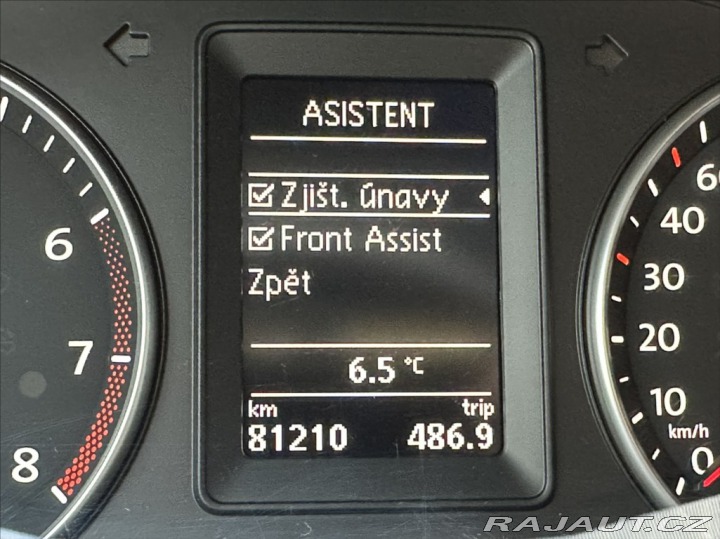 ASISTENT
Zjišt. únavy
Front Assist
Zpět
6.5 °C
km trip
81210 486.9
6
7
8
60
40
30
20
10
km/h
0
RAJAUT.CZ